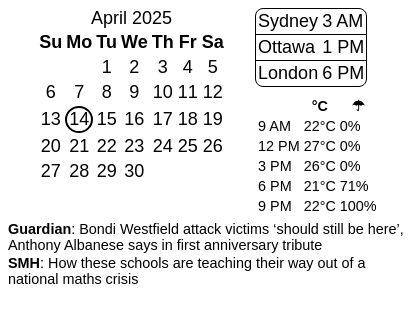 April 2025
Su Mo Tu We Th Fr Sa
1 2 3 4 5
6 7 8 9 10 11 12
13 14 15 16 17 18 19
20 21 22 23 24 25 26
27 28 29 30
Sydney 3 AM
Ottawa 1 PM
London 6 PM
°C ☂
9 AM 22°C 0%
12 PM 27°C 0%
3 PM 26°C 0%
6 PM 21°C 71%
9 PM 22°C 100%
Guardian: Bondi Westfield attack victims ‘should still be here’,
Anthony Albanese says in first anniversary tribute
SMH: How these schools are teaching their way out of a
national maths crisis